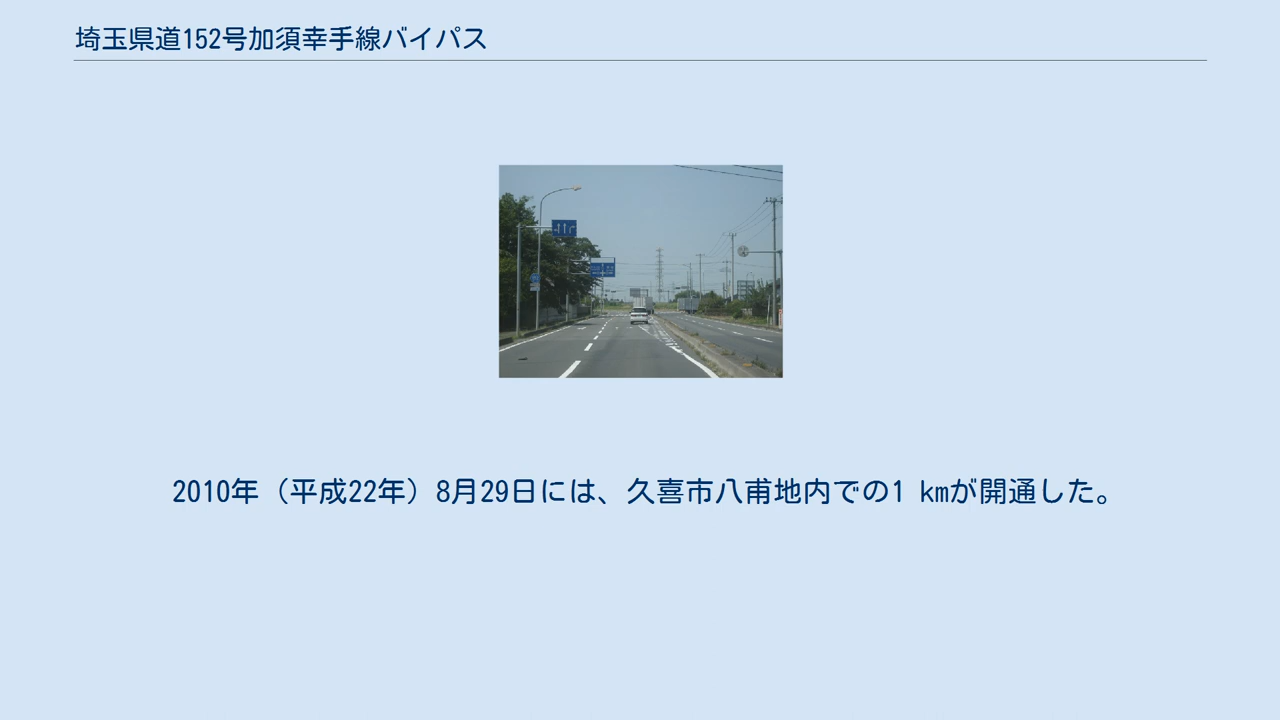 埼玉県道152号加須幸手線バイパス
2010年（平成22年）8月29日には、久喜市八甫地内での1 kmが開通した。